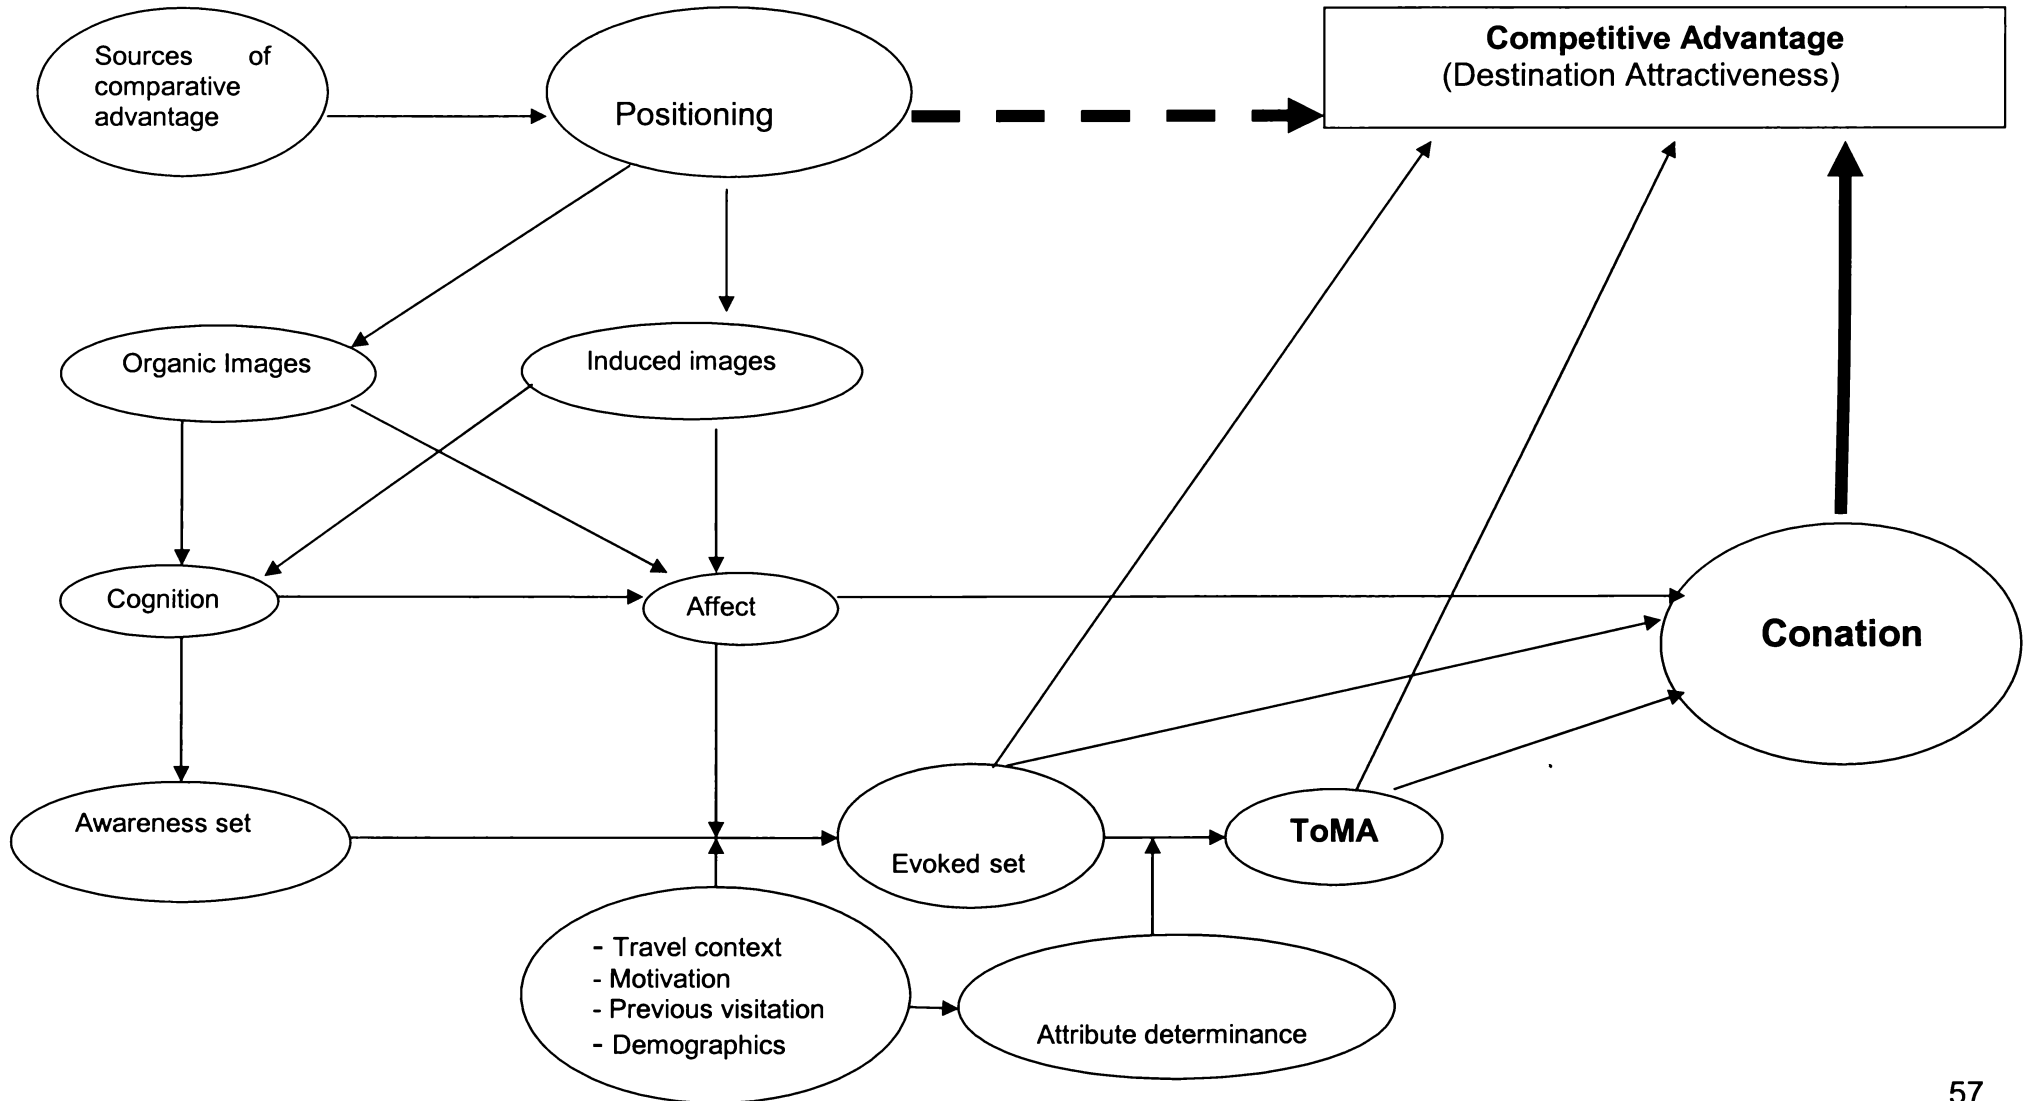 Sources of
comparative
advantage
Positioning
Competitive Advantage
(Destination Attractiveness)
Organic Images
Induced images
Cognition
Affect
Conation
Awareness set
Evoked set
ToMA
- Travel context
- Motivation
- Previous visitation
- Demographics
Attribute determinance
57